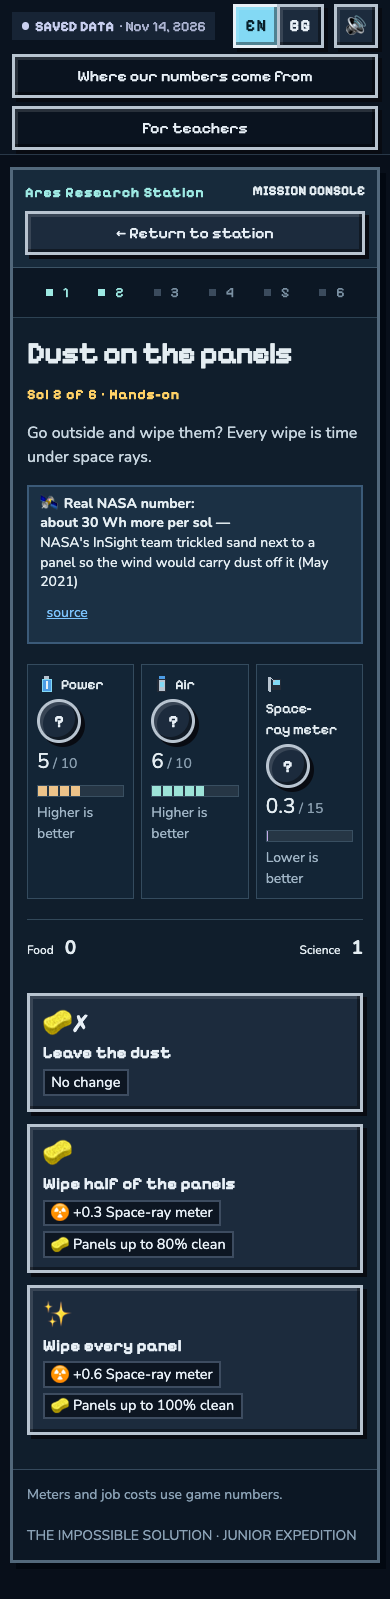 SAVED DATA · Nov 14, 2026
EN
Where our numbers come from
For teachers
Ares Research Station
MISSION CONSOLE
← Return to station
1 2 3 4 5 6
Dust on the panels
Sol 2 of 6 · Hands-on
Go outside and wipe them? Every wipe is time
under space rays.
Real NASA number:
about 30 Wh more per sol —
NASA's InSight team trickled sand next to a
panel so the wind would carry dust off it (May
2021)
source
Power
?
5 / 10
Higher is
better
Air
?
6 / 10
Higher is
better
Space-
ray meter
?
0.3 / 15
Lower is
better
Food 0
Science 1
Leave the dust
No change
Wipe half of the panels
+0.3 Space-ray meter
Panels up to 80% clean
Wipe every panel
+0.6 Space-ray meter
Panels up to 100% clean
Meters and job costs use game numbers.
THE IMPOSSIBLE SOLUTION · JUNIOR EXPEDITION